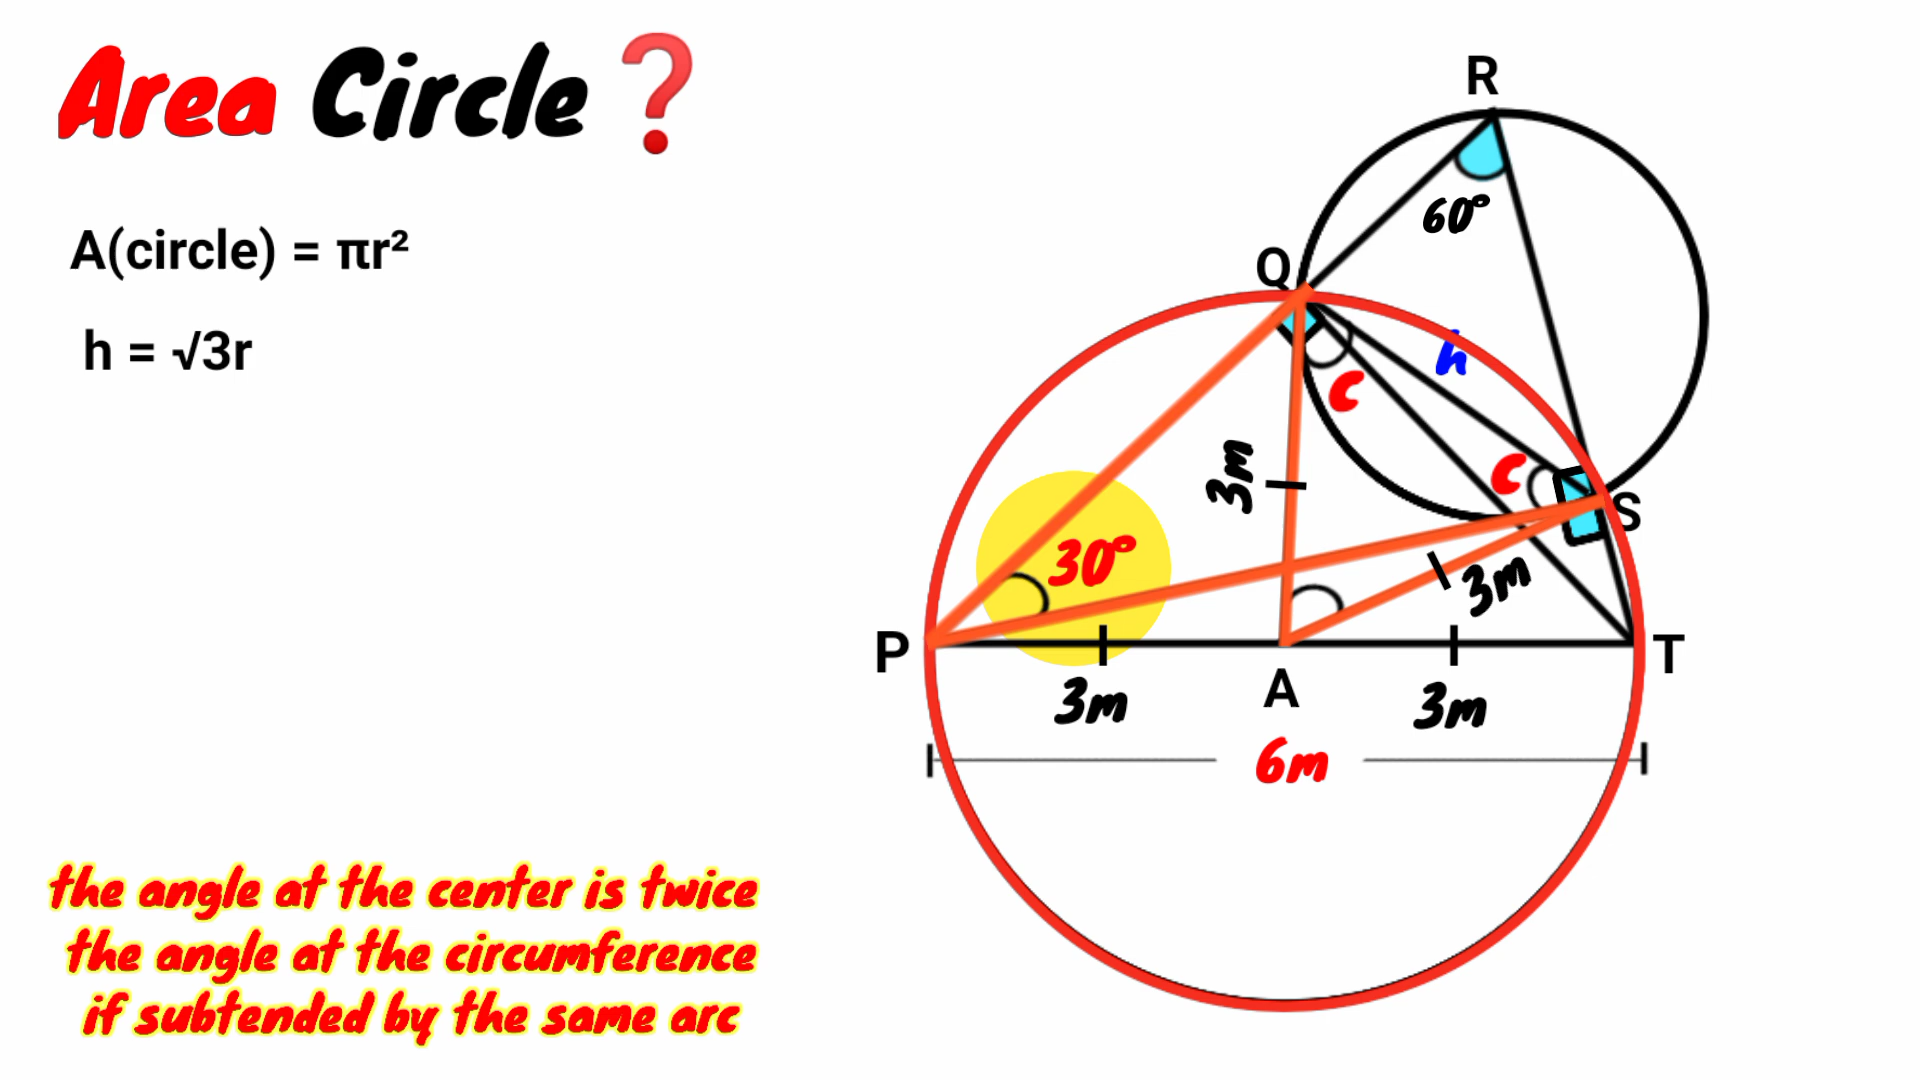 Area Circle❓
A(circle) = πr²
h = √3r
R
60°
Q
h
c
3m
c
S
30°
3m
P
T
A
3m
3m
6m
the angle at the center is twice
the angle at the circumference
if subtended by the same arc